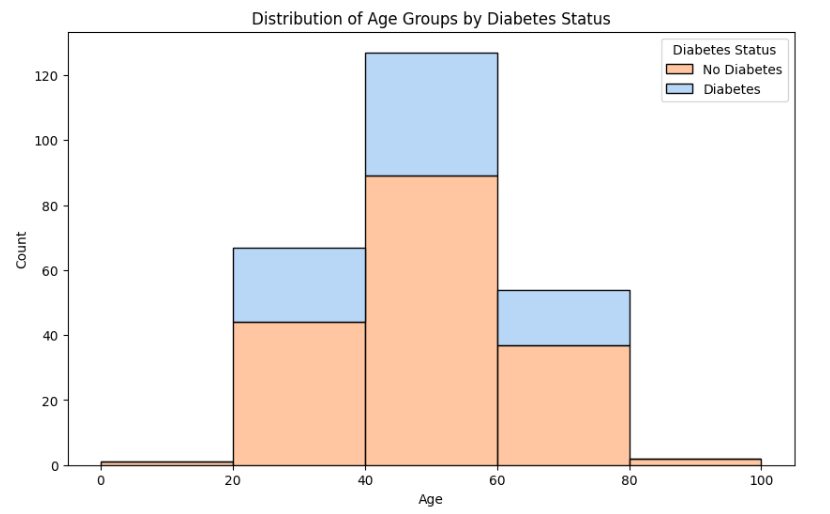 Distribution of Age Groups by Diabetes Status
Diabetes Status
No Diabetes
Diabetes
120
100
80
60
40
20
0
Count
0 20 40 60 80 100
Age